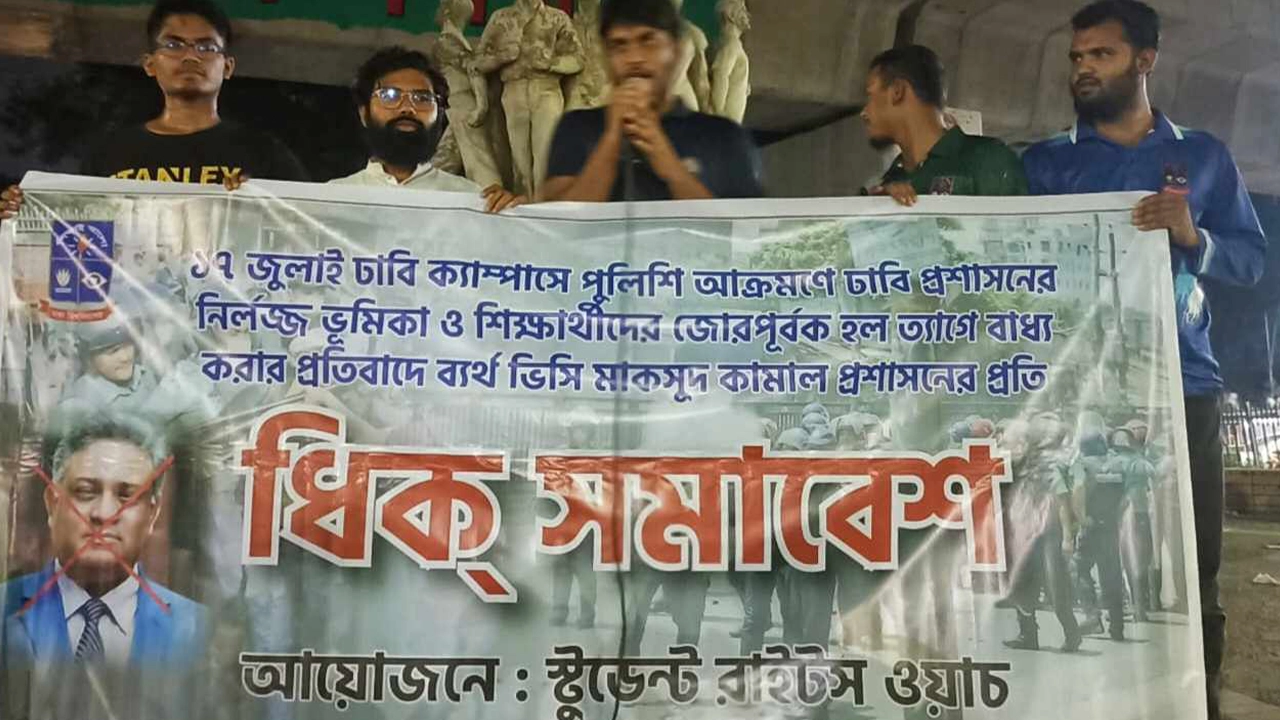 STANLEY
১৭ জুলাই ঢাবি ক্যাম্পাসে পুলিশি আক্রমণে ঢাবি প্রশাসনের
নির্লজ্জ ভূমিকা ও শিক্ষার্থীদের জোরপূর্বক হল ত্যাগে বাধ্য
করার প্রতিবাদে ব্যর্থ ভিসি মাকসূদ কামাল প্রশাসনের প্রতি
ধিক্ সমাবেশ
আয়োজনে : স্টুডেন্ট রাইটস ওয়াচ